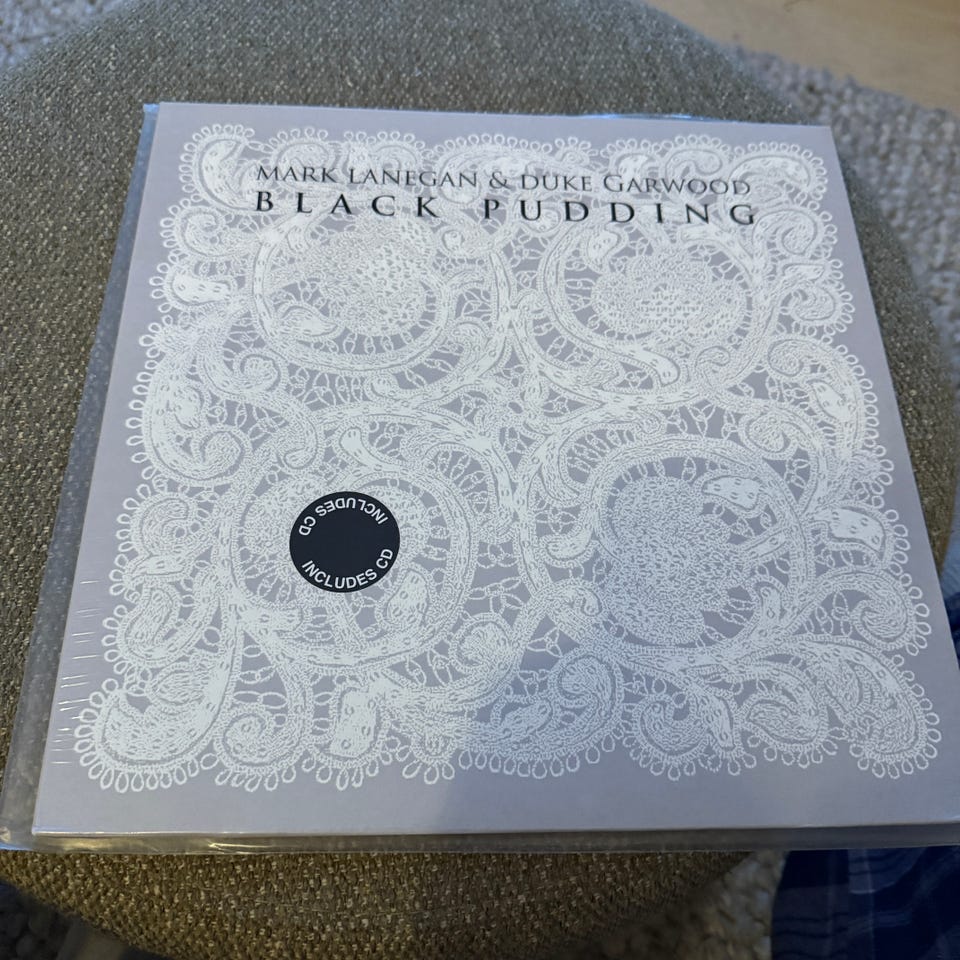 MARK LANEGAN & DUKE GARWOOD
BLACK PUDDING
INCLUDES CD
INCLUDES CD